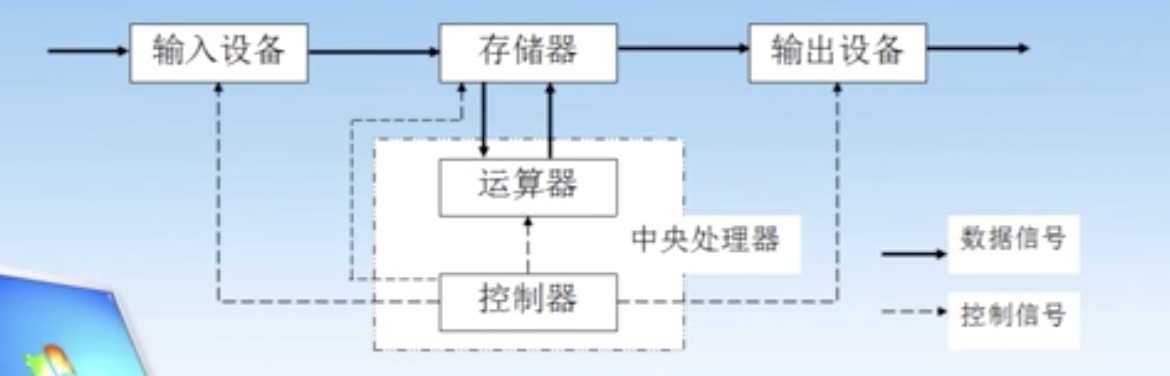 输入设备
存储器
输出设备
运算器
中央处理器
控制器
数据信号
控制信号